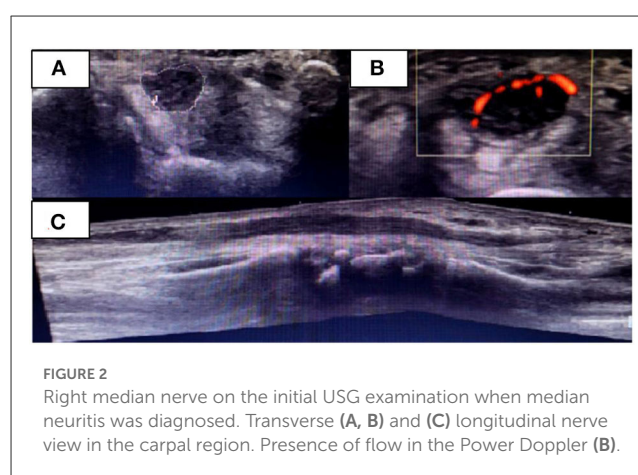 A
B
C
FIGURE 2
Right median nerve on the initial USG examination when median
neuritis was diagnosed. Transverse (A, B) and (C) longitudinal nerve
view in the carpal region. Presence of flow in the Power Doppler (B).